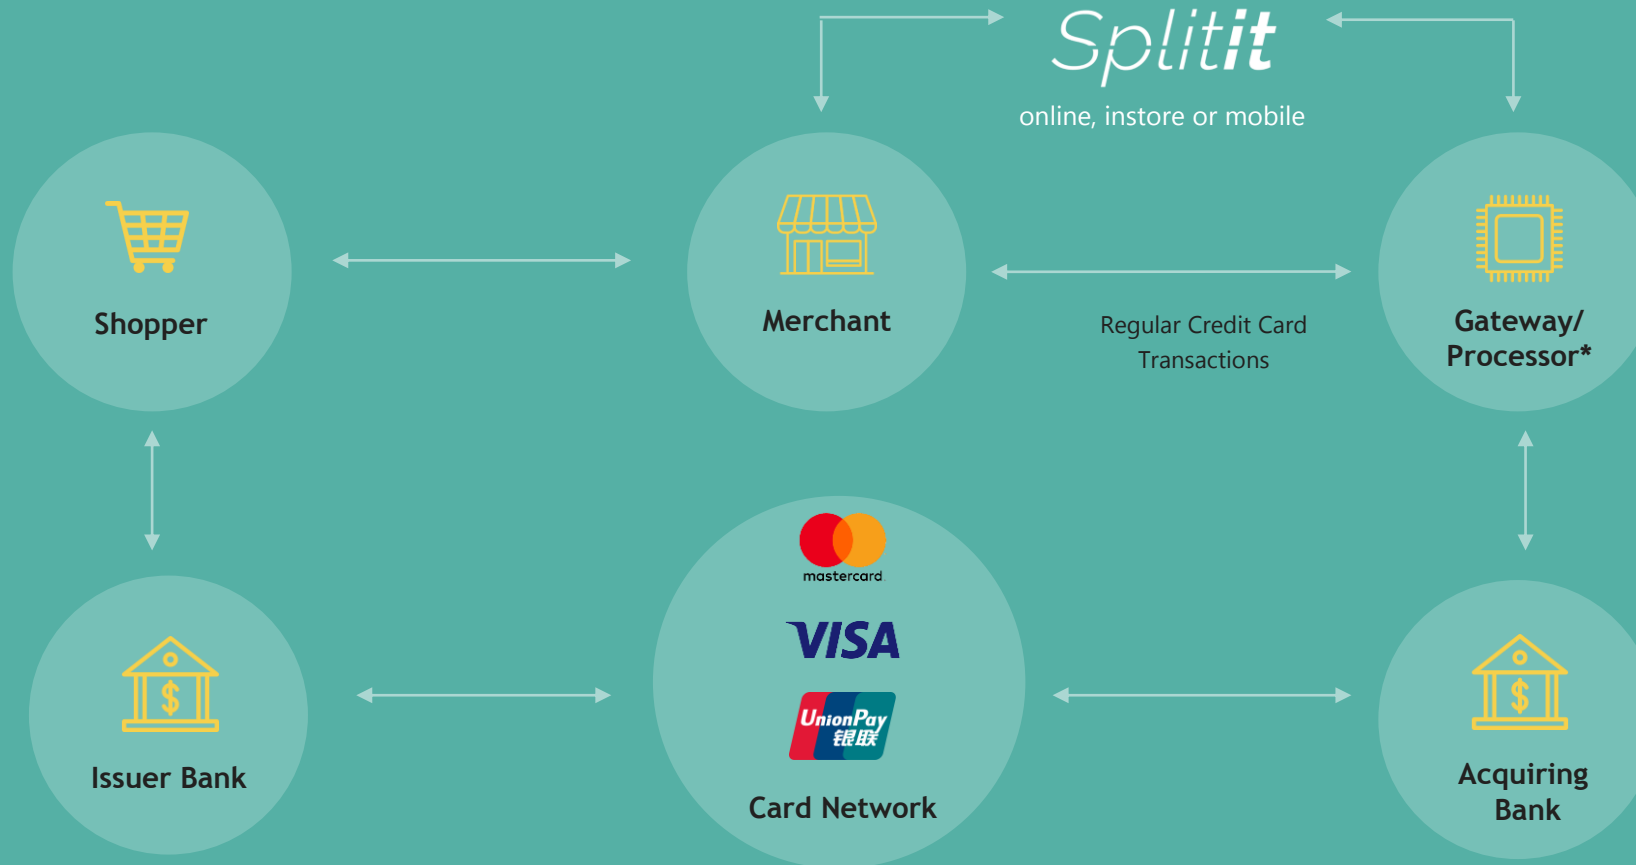 Splitit
online, instore or mobile
Shopper
Merchant
Regular Credit Card
Transactions
Gateway/
Processor*
mastercard.
VISA
UnionPay
银联
Card Network
Issuer Bank
$
Acquiring
Bank
$